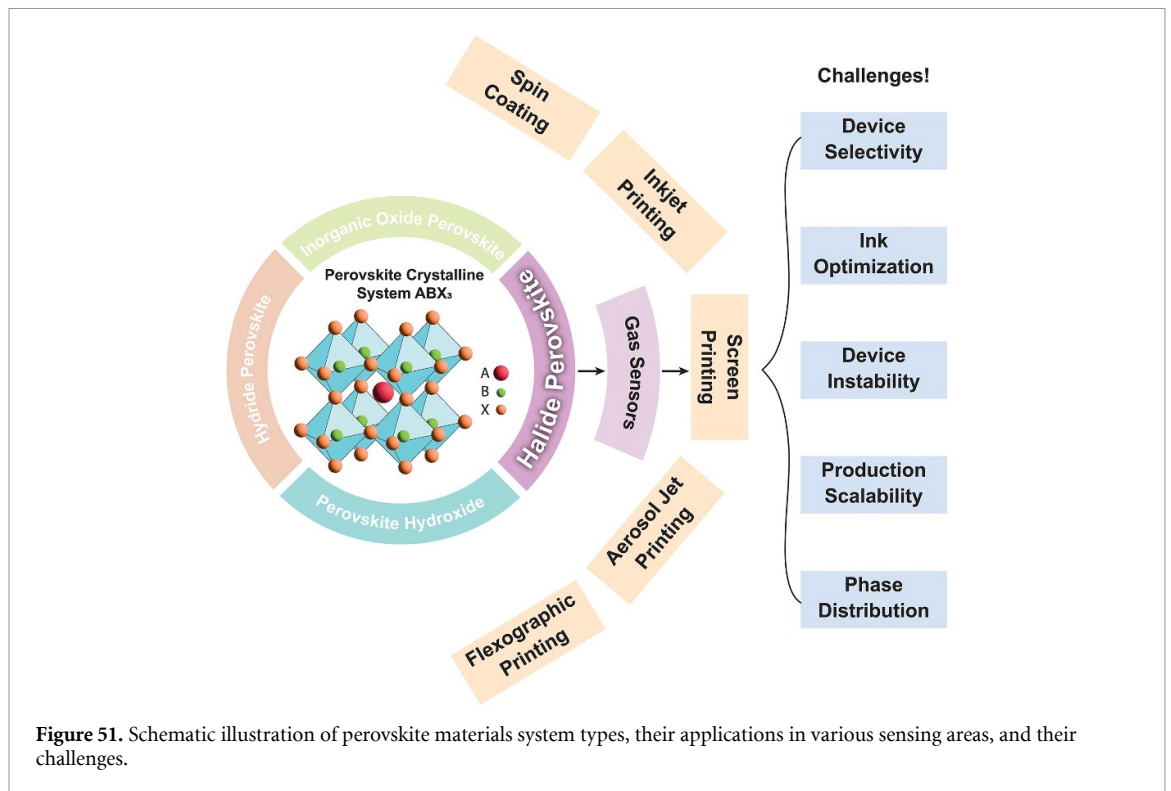 Spin
Coating
Inkjet
Printing
Challenges!
Device
Selectivity
Ink
Optimization
Device
Instability
Production
Scalability
Phase
Distribution
Inorganic Oxide Perovskite
Hydride Perovskite
Perovskite Crystalline
System ABX₃
A
B
X
Halide Perovskite
Perovskite Hydroxide
Gas Sensors
Screen
Printing
Aerosol Jet
Printing
Flexographic
Printing
Figure 51. Schematic illustration of perovskite materials system types, their applications in various sensing areas, and their
challenges.